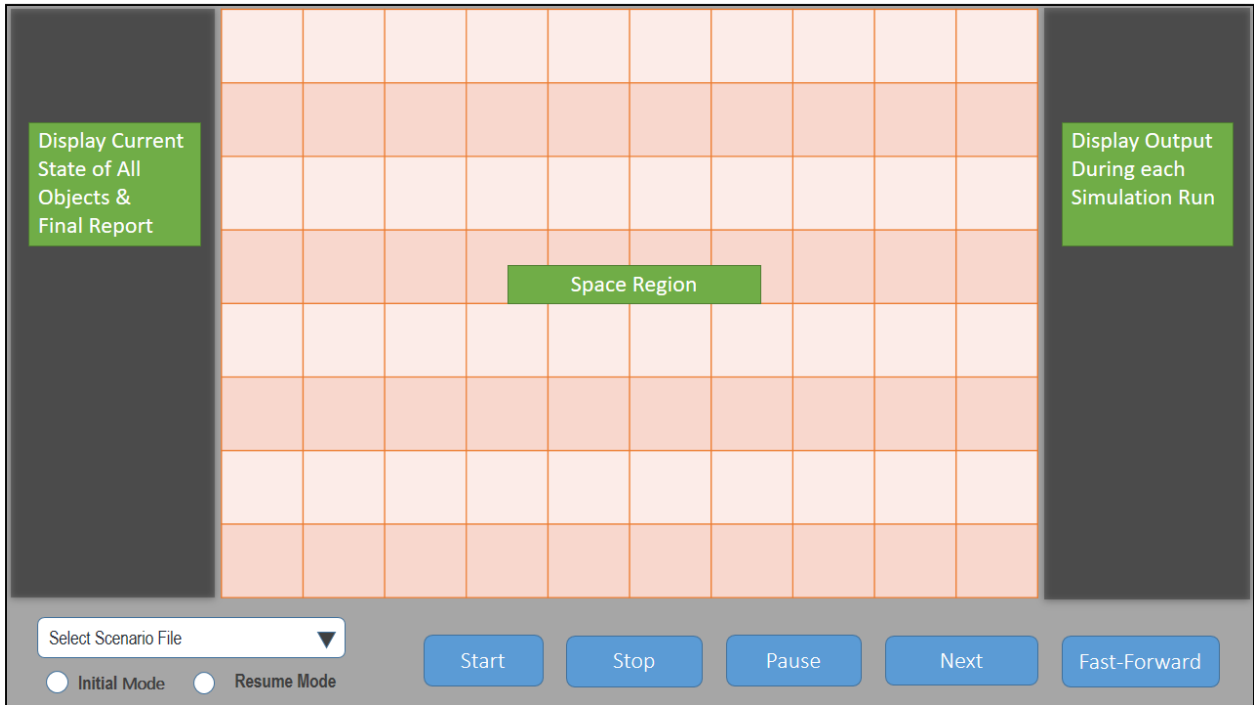 Display Current
State of All
Objects &
Final Report
Space Region
Display Output
During each
Simulation Run
Select Scenario File
Initial Mode
Resume Mode
Start
Stop
Pause
Next
Fast-Forward